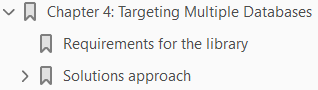 Chapter 4: Targeting Multiple Databases
Requirements for the library
Solutions approach